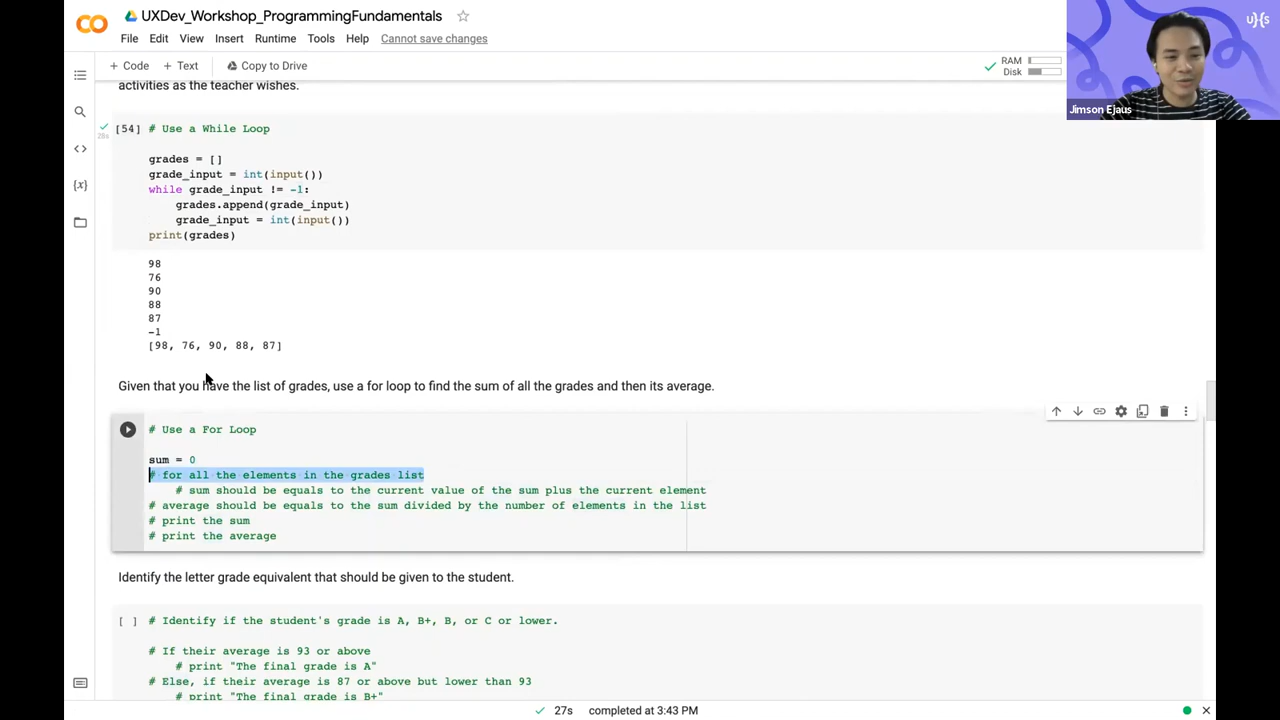 UXDev_Workshop_ProgrammingFundamentals
u}{s
File Edit View Insert Runtime Tools Help Cannot save changes
+ Code + Text Copy to Drive
RAM
Disk
Jimson Ejaus
activities as the teacher wishes.
[54] # Use a While Loop
28s
grades = []
grade_input = int(input())
while grade_input != -1:
grades.append(grade_input)
grade_input = int(input())
print(grades)
98
76
90
88
87
-1
[98, 76, 90, 88, 87]
Given that you have the list of grades, use a for loop to find the sum of all the grades and then its average.
# Use a For Loop
sum = 0
# for all the elements in the grades list
# sum should be equals to the current value of the sum plus the current element
# average should be equals to the sum divided by the number of elements in the list
# print the sum
# print the average
Identify the letter grade equivalent that should be given to the student.
[ ] # Identify if the student's grade is A, B+, B, or C or lower.
# If their average is 93 or above
# print "The final grade is A"
# Else, if their average is 87 or above but lower than 93
# print "The final grade is B+"
27s completed at 3:43 PM